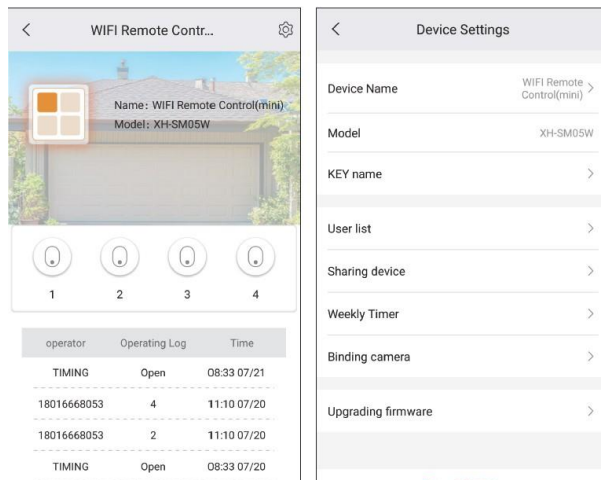 WIFI Remote Contr...
Name: WIFI Remote Control(mini)
Model: XH-SM05W
1 2 3 4
operator Operating Log Time
TIMING Open 08:33 07/21
18016668053 4 11:10 07/20
18016668053 2 11:10 07/20
TIMING Open 08:33 07/20
Device Settings
Device Name WIFI Remote
Control(mini)
Model XH-SM05W
KEY name
User list
Sharing device
Weekly Timer
Binding camera
Upgrading firmware